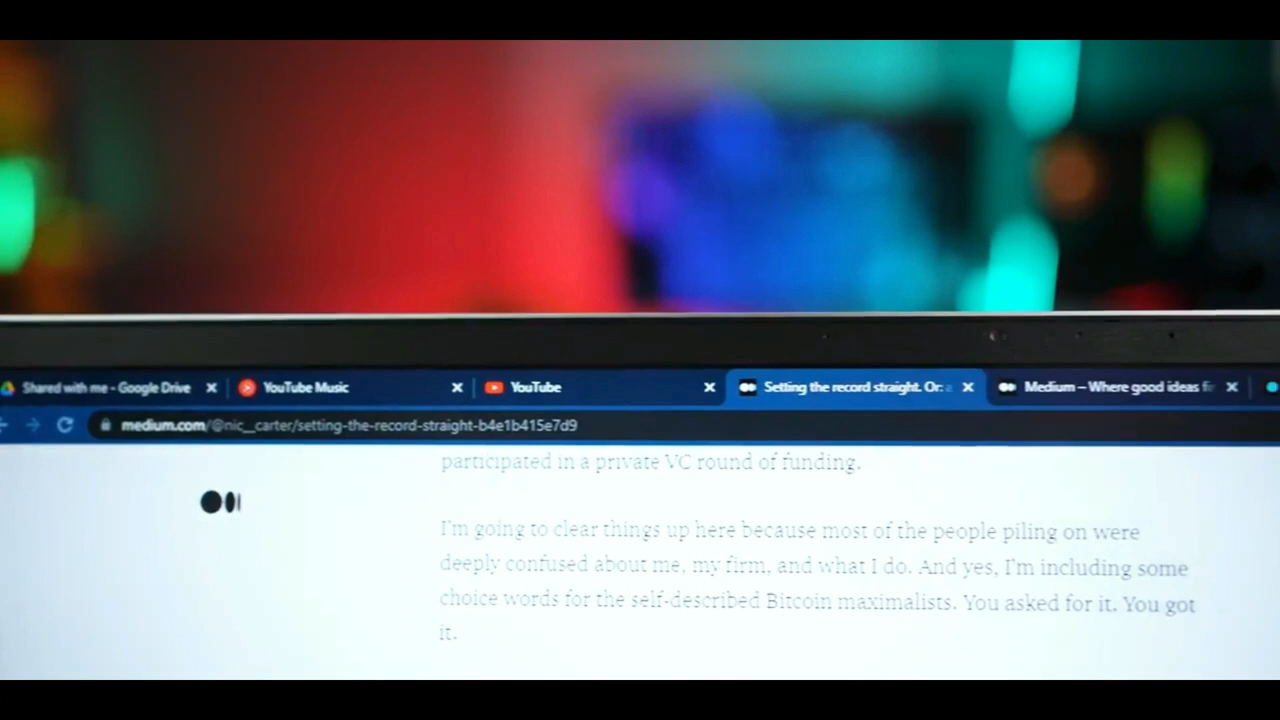 Shared with me - Google Drive
YouTube Music
YouTube
Setting the record straight. Or: a
Medium – Where good ideas fi
medium.com/@nic_carter/setting-the-record-straight-b4e1b415e7d9
participated in a private VC round of funding.
I'm going to clear things up here because most of the people piling on were
deeply confused about me, my firm, and what I do. And yes, I'm including some
choice words for the self-described Bitcoin maximalists. You asked for it. You got
it.